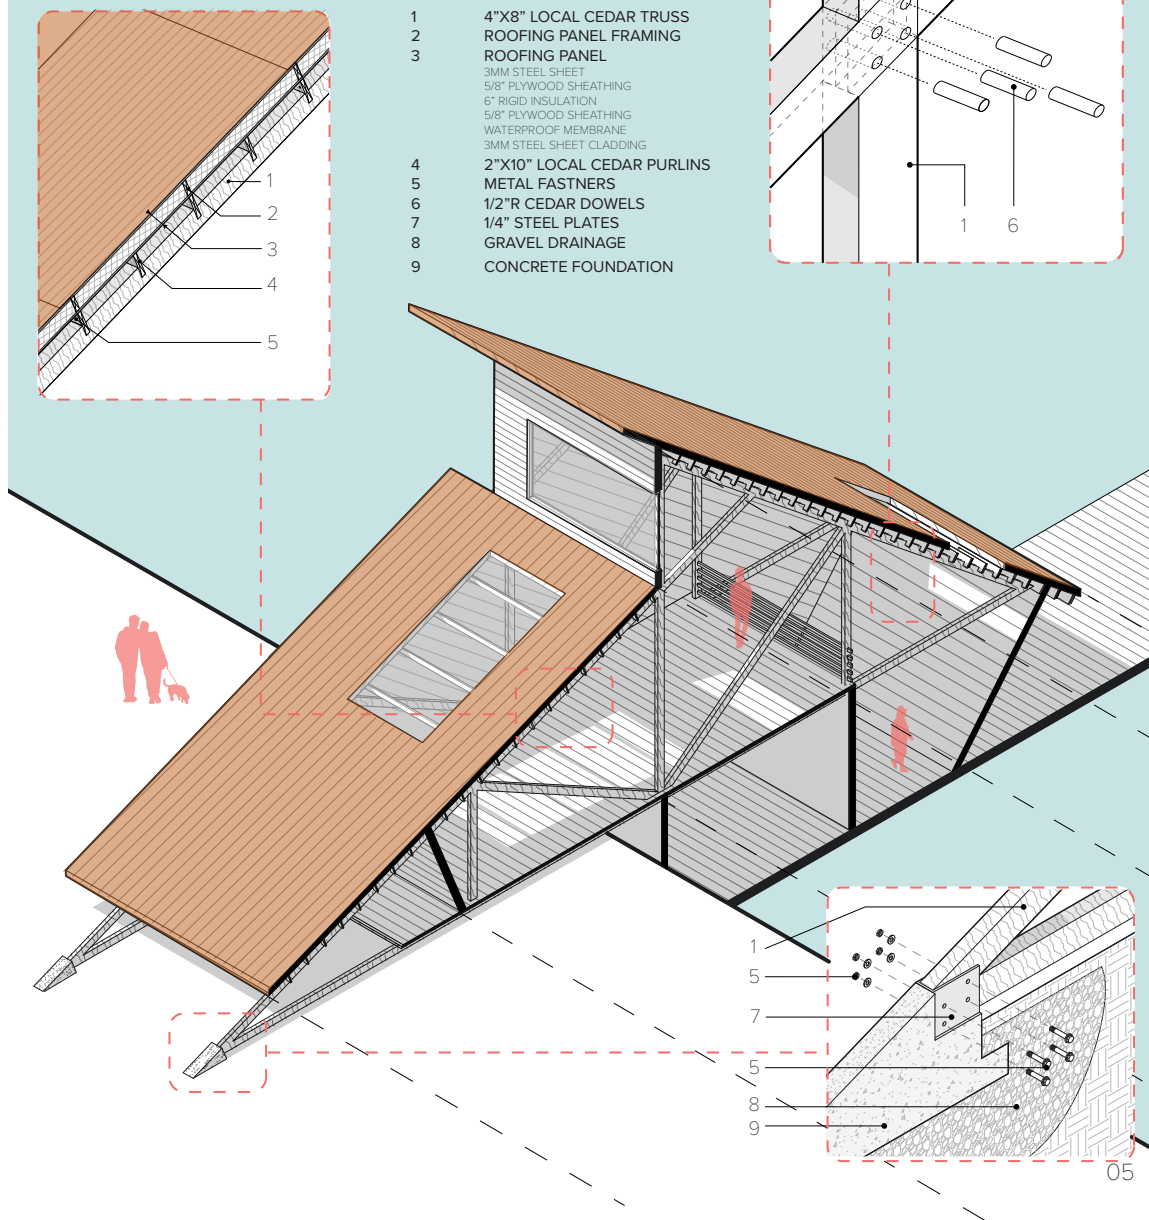 1 4”X8” LOCAL CEDAR TRUSS
2 ROOFING PANEL FRAMING
3 ROOFING PANEL
3MM STEEL SHEET
5/8" PLYWOOD SHEATHING
6" RIGID INSULATION
5/8" PLYWOOD SHEATHING
WATERPROOF MEMBRANE
3MM STEEL SHEET CLADDING
4 2”X10” LOCAL CEDAR PURLINS
5 METAL FASTNERS
6 1/2”R CEDAR DOWELS
7 1/4” STEEL PLATES
8 GRAVEL DRAINAGE
9 CONCRETE FOUNDATION
1
2
3
4
5
1 6
1
5
7
5
8
9
05